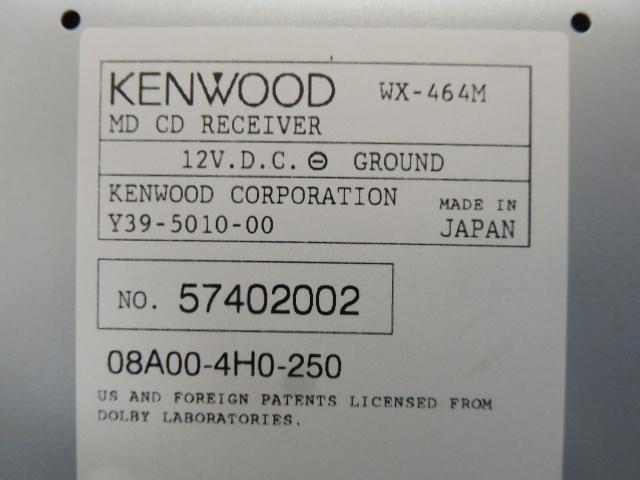 KENWOOD WX-464M
MD CD RECEIVER
12V.D.C. ⊖ GROUND
KENWOOD CORPORATION
Y39-5010-00
MADE IN
JAPAN
NO. 57402002
08A00-4H0-250
US AND FOREIGN PATENTS LICENSED FROM
DOLBY LABORATORIES.